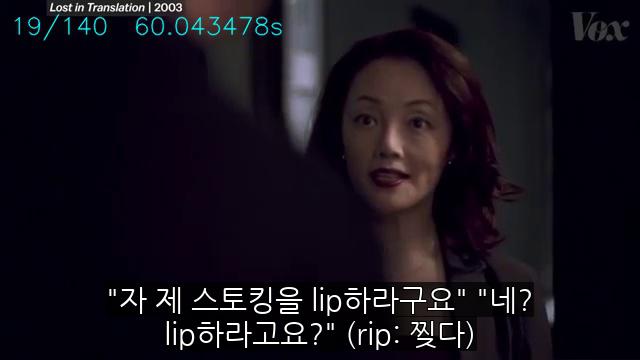 Lost in Translation | 2003
19/140 60.043478s
Vox
"자 제 스토킹을 lip하라구요" "네?
lip하라고요?" (rip: 찢다)